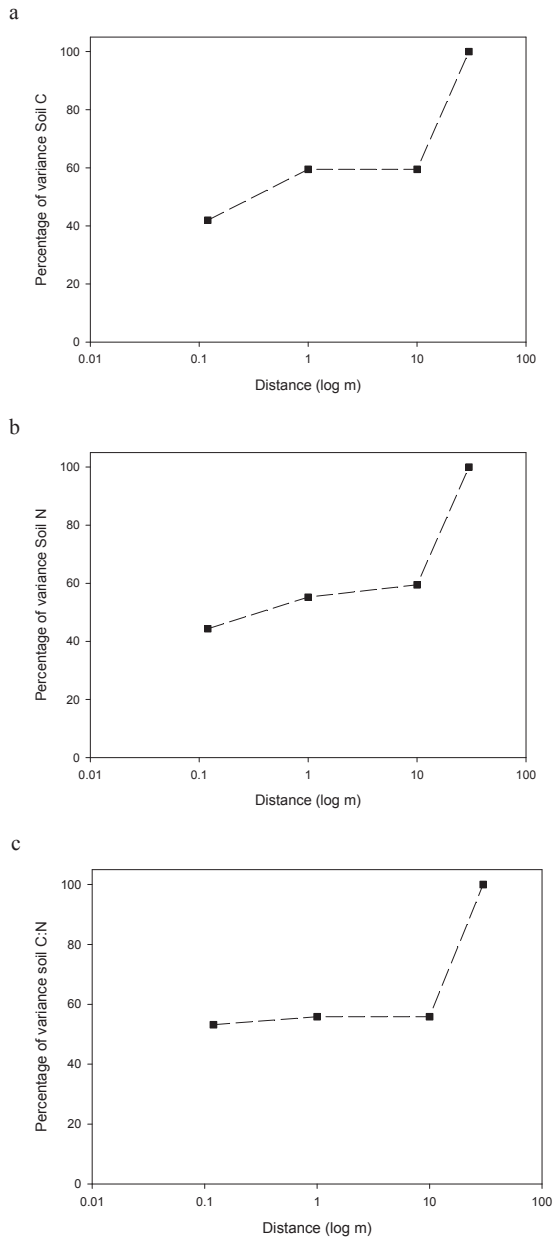 a
Percentage of variance Soil C
100
80
60
40
20
0
0.01 0.1 1 10 100
Distance (log m)
b
Percentage of variance Soil N
100
80
60
40
20
0
0.01 0.1 1 10 100
Distance (log m)
c
Percentage of variance soil C:N
100
80
60
40
20
0
0.01 0.1 1 10 100
Distance (log m)